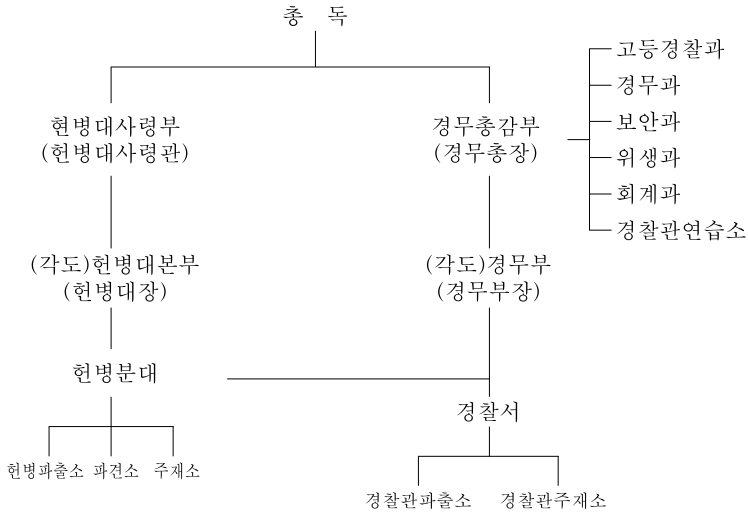 총 독
헌병대사령부
(헌병대사령관)
경무총감부
(경무총장)
고등경찰과
경무과
보안과
위생과
회계과
경찰관연습소
(각도)헌병대본부
(헌병대장)
(각도)경무부
(경무부장)
헌병분대
경찰서
헌병파출소 파견소 주재소
경찰관파출소 경찰관주재소